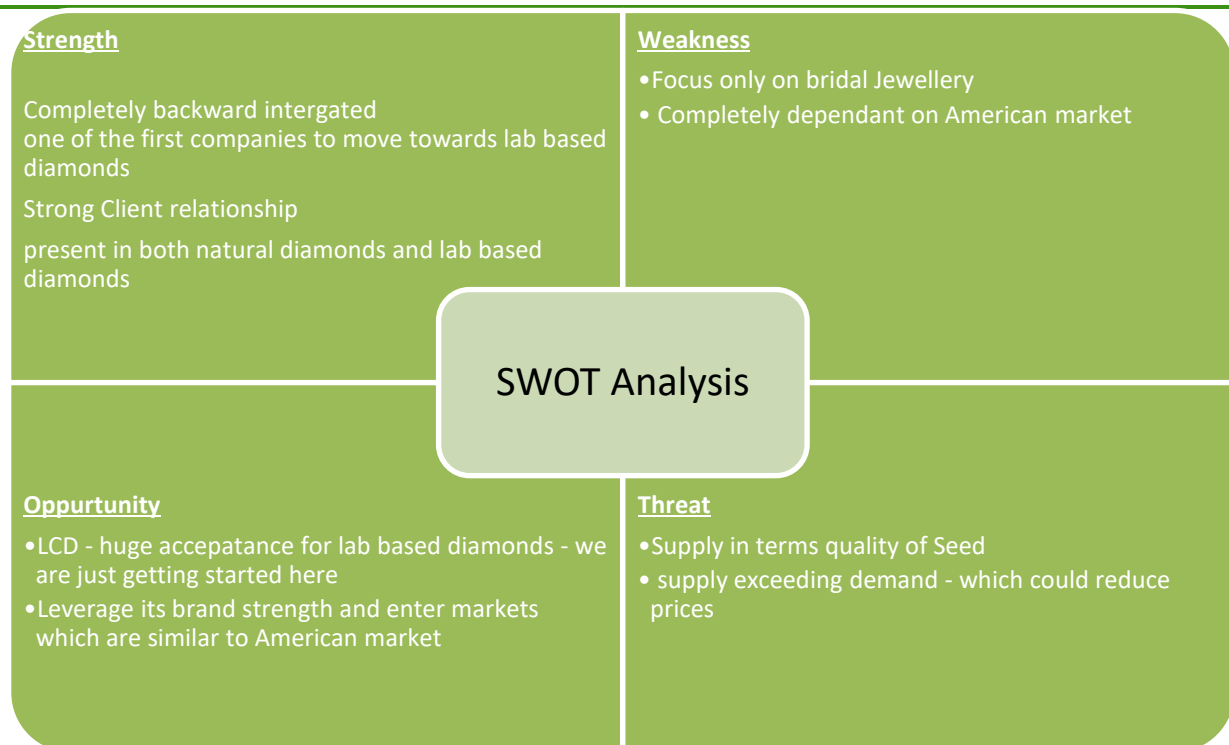 Strength
Completely backward intergated
one of the first companies to move towards lab based
diamonds
Strong Client relationship
present in both natural diamonds and lab based
diamonds
Weakness
•Focus only on bridal Jewellery
• Completely dependant on American market
SWOT Analysis
Oppurtunity
•LCD - huge accepatance for lab based diamonds - we
are just getting started here
•Leverage its brand strength and enter markets
which are similar to American market
Threat
•Supply in terms quality of Seed
• supply exceeding demand - which could reduce
prices